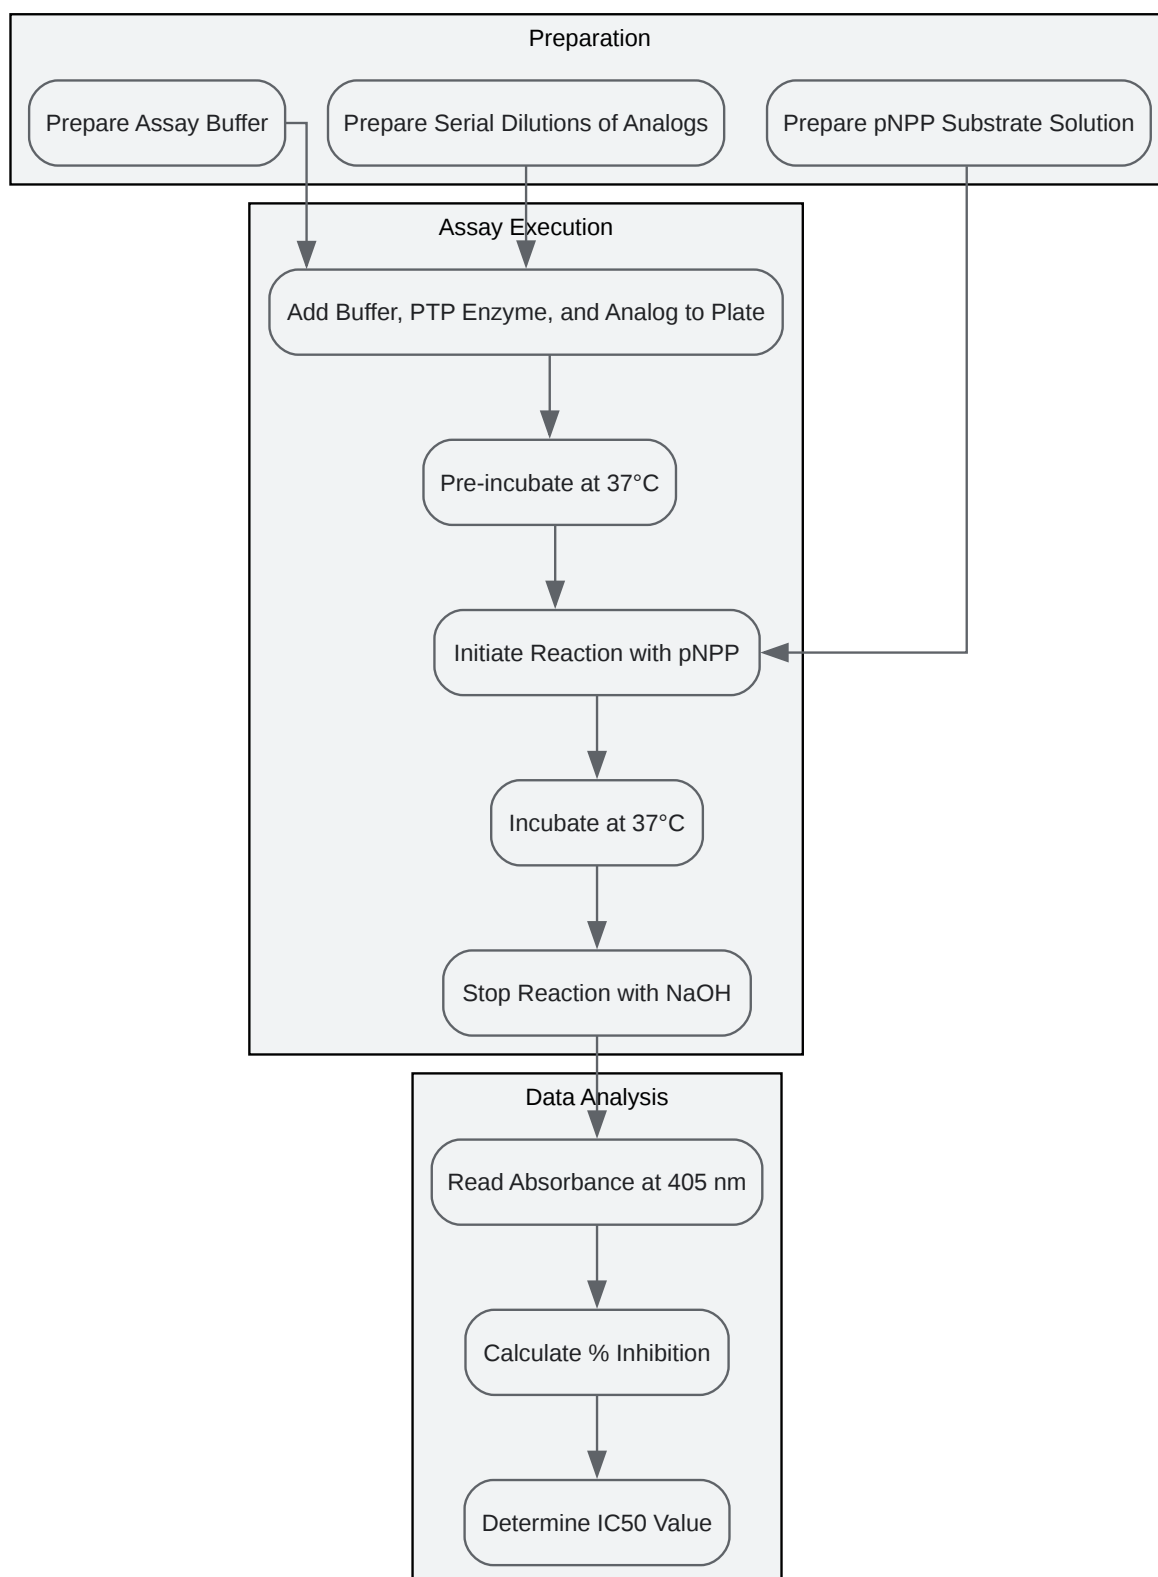 Preparation
Prepare Assay Buffer
Prepare Serial Dilutions of Analogs
Prepare pNPP Substrate Solution
Assay Execution
Add Buffer, PTP Enzyme, and Analog to Plate
Pre-incubate at 37°C
Initiate Reaction with pNPP
Incubate at 37°C
Stop Reaction with NaOH
Data Analysis
Read Absorbance at 405 nm
Calculate % Inhibition
Determine IC50 Value